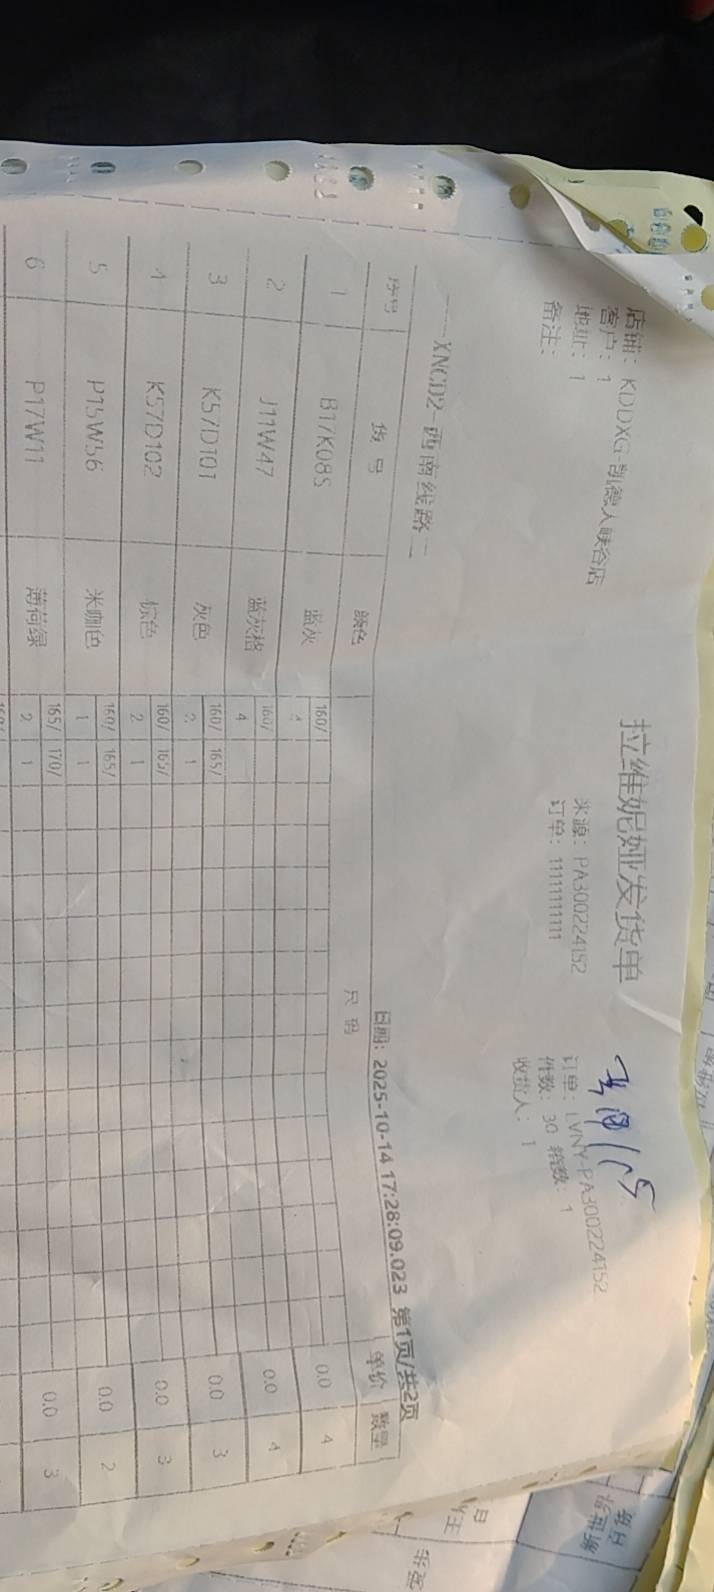 拉维妮娅发货单
店铺: KDDXG-凯德人联谷店
客户: 1
来源: PA300224152
订单: LVNY-PA300224152
地址: 1
订单: 11111111111
件数: 30 箱数: 1
备注:
收货人: 1
日期: 2025-10-14 17:28:09.023 第1页/共2页
XNCD2-西南线路二
序号 货号 颜色 尺码 单价 数量
1 B17K08S 蓝灰 160/ 0.0 4
4
2 J11W47 蓝灰格 160/ 0.0 4
4
3 K57D101 灰色 160/ 165/ 0.0 3
2 1
4 K57D102 棕色 160/ 165/ 0.0 3
2 1
5 P15W56 米咖色 160/ 165/ 0.0 2
1 1
6 P17W11 薄荷绿 165/ 170/ 0.0 3
2 1